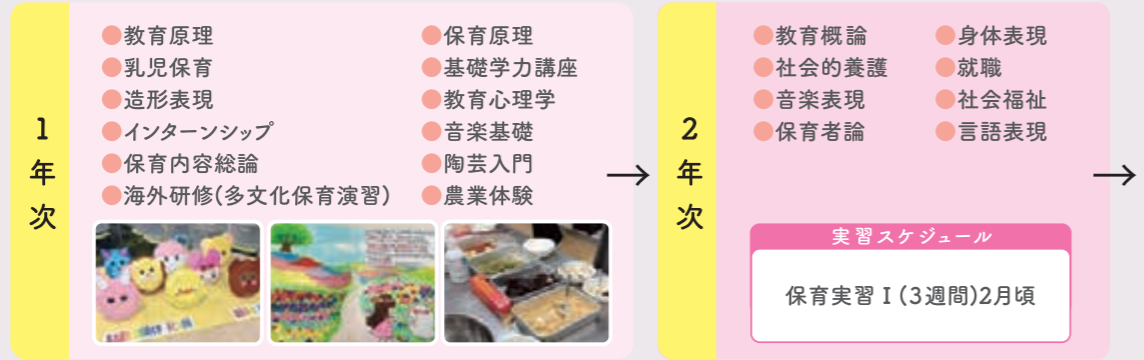 1年次
●教育原理
●乳児保育
●造形表現
●インターンシップ
●保育内容総論
●海外研修(多文化保育演習)
●保育原理
●基礎学力講座
●教育心理学
●音楽基礎
●陶芸入門
●農業体験
→
2年次
●教育概論
●社会的養護
●音楽表現
●保育者論
●身体表現
●就職
●社会福祉
●言語表現
実習スケジュール
保育実習Ⅰ(3週間)2月頃
→